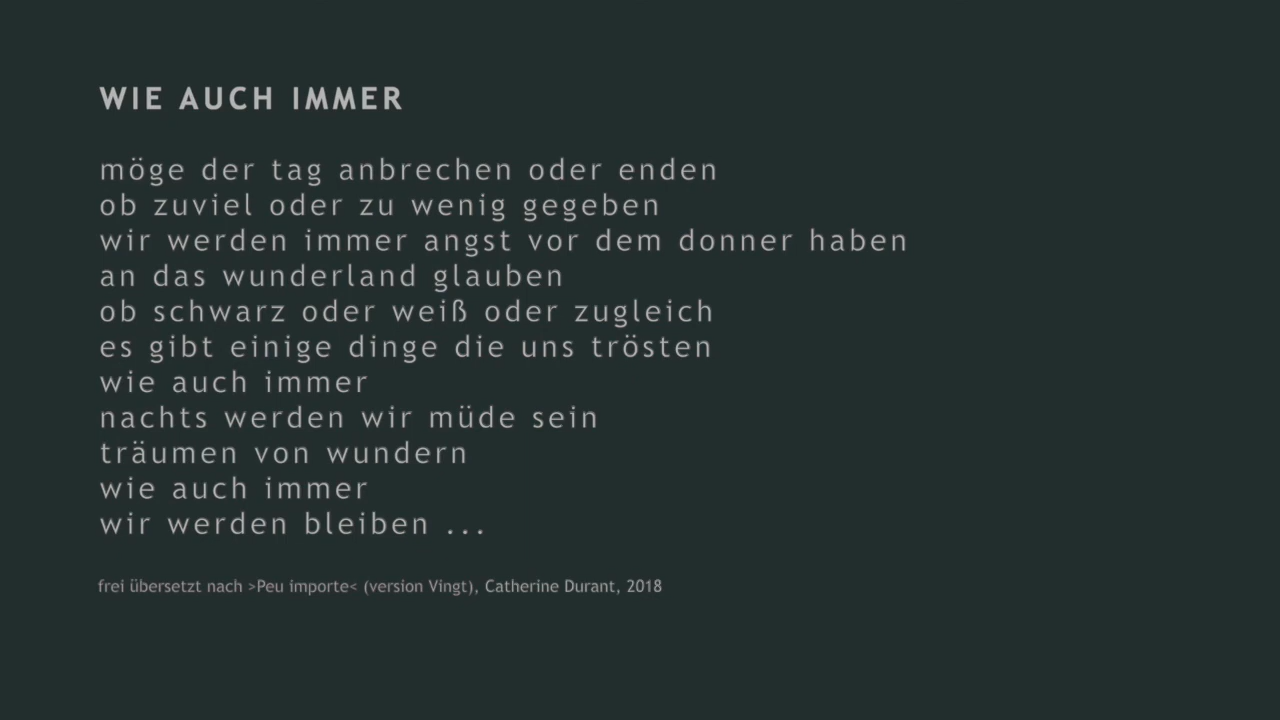 WIE AUCH IMMER
möge der tag anbrechen oder enden
ob zuviel oder zu wenig gegeben
wir werden immer angst vor dem donner haben
an das wunderland glauben
ob schwarz oder weiß oder zugleich
es gibt einige dinge die uns trösten
wie auch immer
nachts werden wir müde sein
träumen von wundern
wie auch immer
wir werden bleiben ...
frei übersetzt nach >Peu importe< (version Vingt), Catherine Durant, 2018